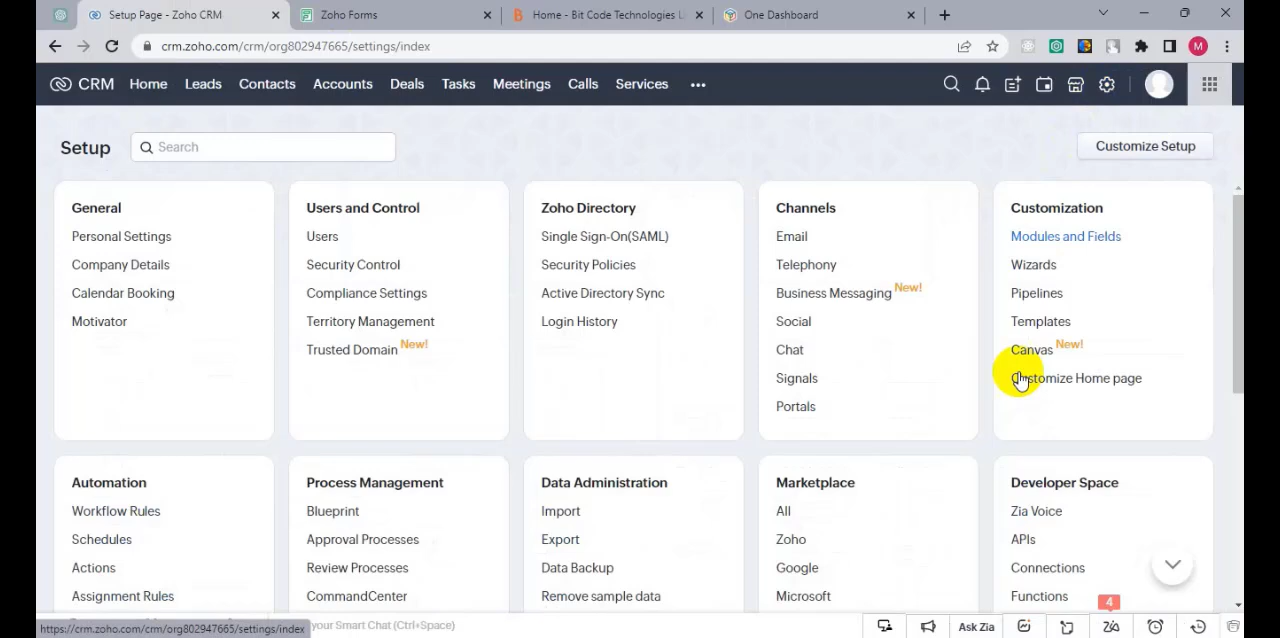 Setup Page - Zoho CRM
Zoho Forms
Home - Bit Code Technologies L
One Dashboard
crm.zoho.com/crm/org802947665/settings/index
M
CRM Home Leads Contacts Accounts Deals Tasks Meetings Calls Services
Setup
Search
Customize Setup
General
Personal Settings
Company Details
Calendar Booking
Motivator
Users and Control
Users
Security Control
Compliance Settings
Territory Management
Trusted Domain New!
Zoho Directory
Single Sign-On(SAML)
Security Policies
Active Directory Sync
Login History
Channels
Email
Telephony
Business Messaging New!
Social
Chat
Signals
Portals
Customization
Modules and Fields
Wizards
Pipelines
Templates
Canvas New!
Customize Home page
Automation
Workflow Rules
Schedules
Actions
Assignment Rules
Process Management
Blueprint
Approval Processes
Review Processes
CommandCenter
Data Administration
Import
Export
Data Backup
Remove sample data
Marketplace
All
Zoho
Google
Microsoft
Developer Space
Zia Voice
APIs
Connections
Functions
4
https://crm.zoho.com/crm/org802947665/settings/index
your Smart Chat (Ctrl+Space)
Ask Zia